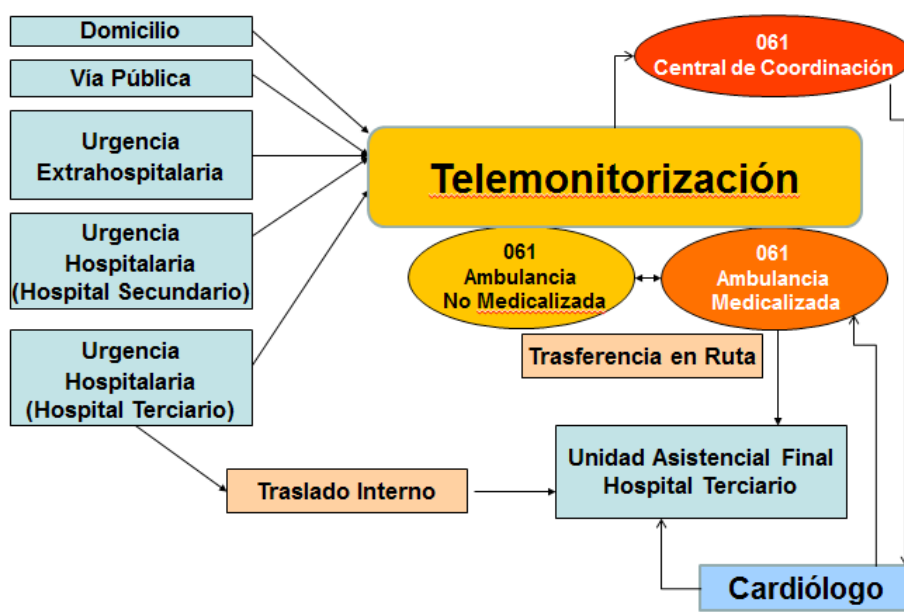 Domicilio
Vía Pública
Urgencia
Extrahospitalaria
Urgencia
Hospitalaria
(Hospital Secundario)
Urgencia
Hospitalaria
(Hospital Terciario)
061
Central de Coordinación
Telemonitorización
061
Ambulancia
No Medicalizada
061
Ambulancia
Medicalizada
Trasferencia en Ruta
Traslado Interno
Unidad Asistencial Final
Hospital Terciario
Cardiólogo